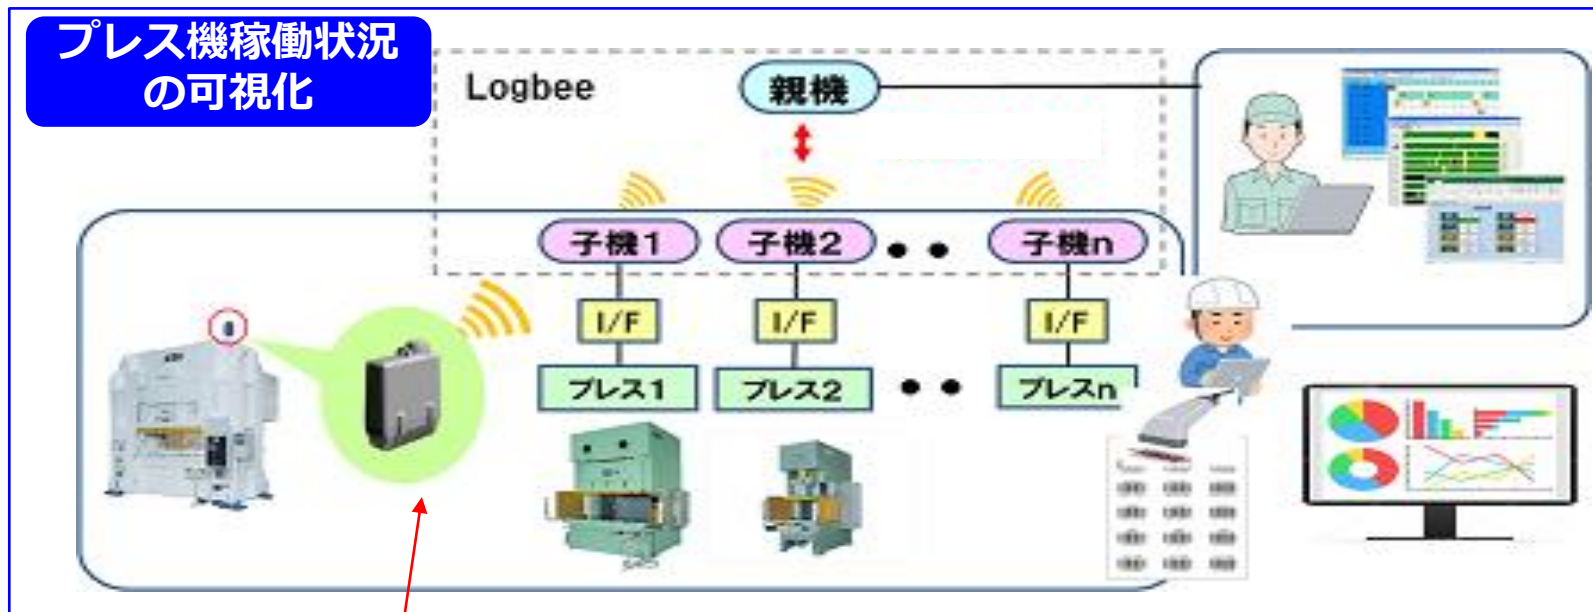 プレス機稼働状況
の可視化
Logbee
親機
子機1
子機2
子機n
I/F
I/F
I/F
プレス1
プレス2
プレスn